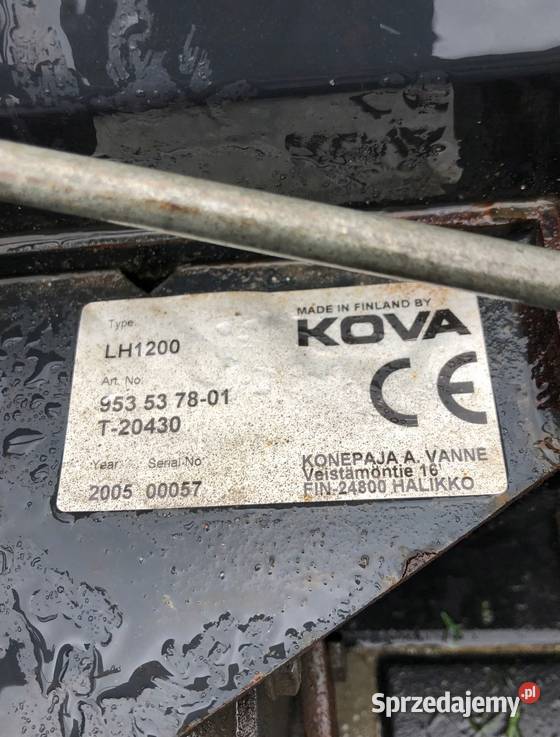 Type
LH1200
Art. No.
953 53 78-01
T-20430
Year Serial No
2005 00057
MADE IN FINLAND BY
KOVA
CE
KONEPAJA A. VANNE
Veistämöntie 16
FIN-24800 HALIKKO
Sprzedajemy.pl